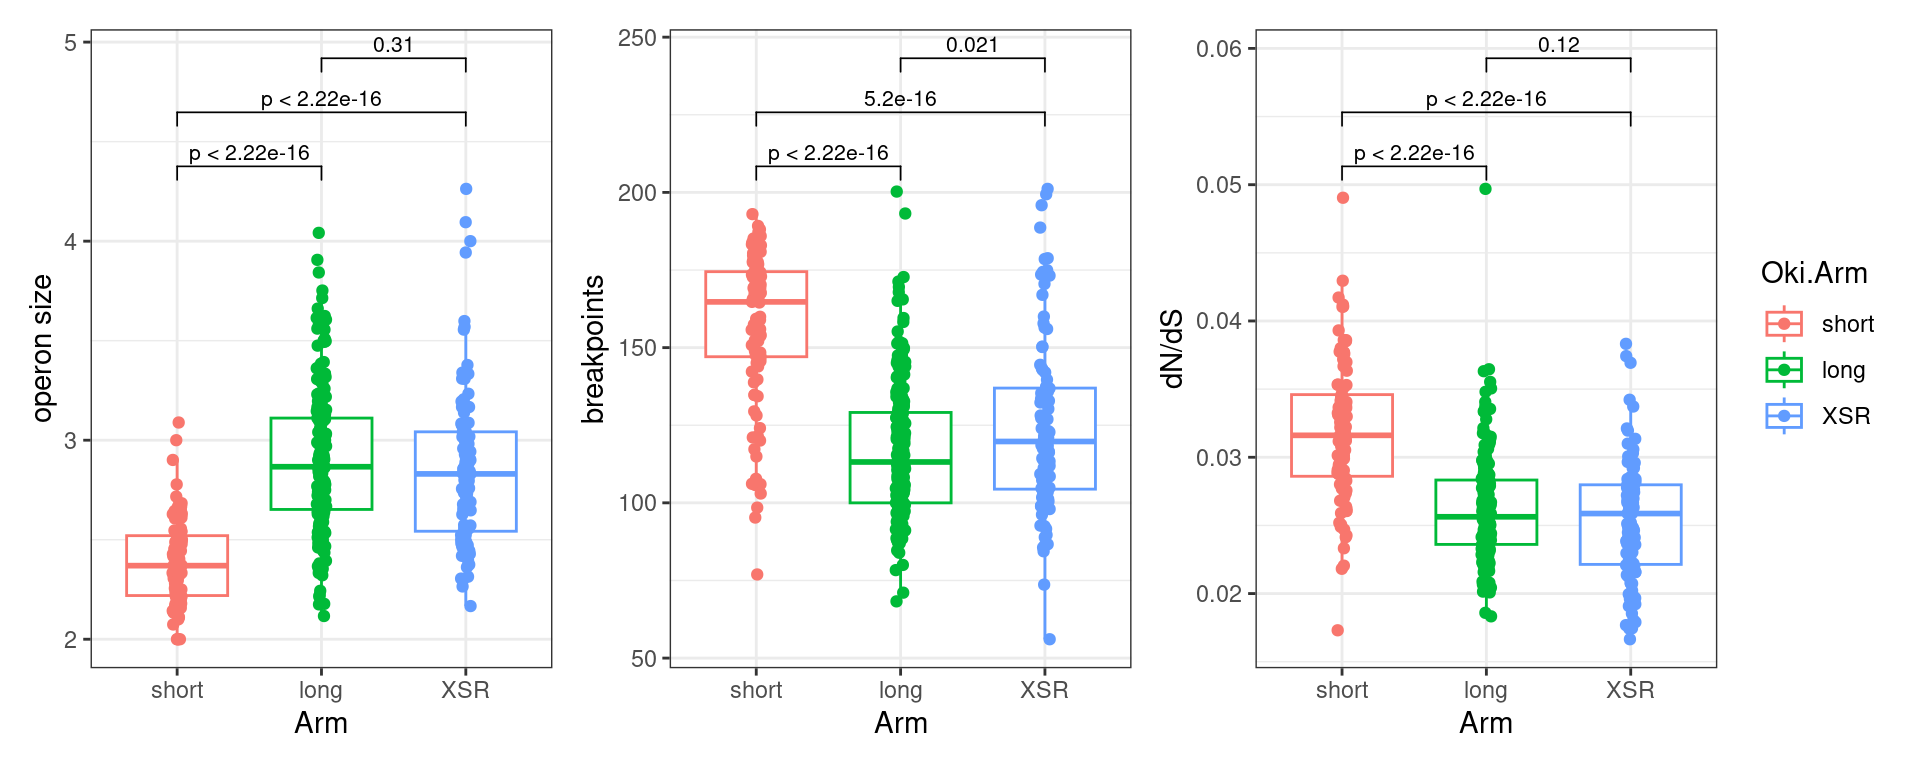 operon size
5
4
3
2
0.31
p < 2.22e-16
p < 2.22e-16
short long XSR
Arm
breakpoints
250
200
150
100
50
0.021
5.2e-16
p < 2.22e-16
short long XSR
Arm
dN/dS
0.06
0.05
0.04
0.03
0.02
0.12
p < 2.22e-16
p < 2.22e-16
short long XSR
Arm
Oki.Arm
short
long
XSR